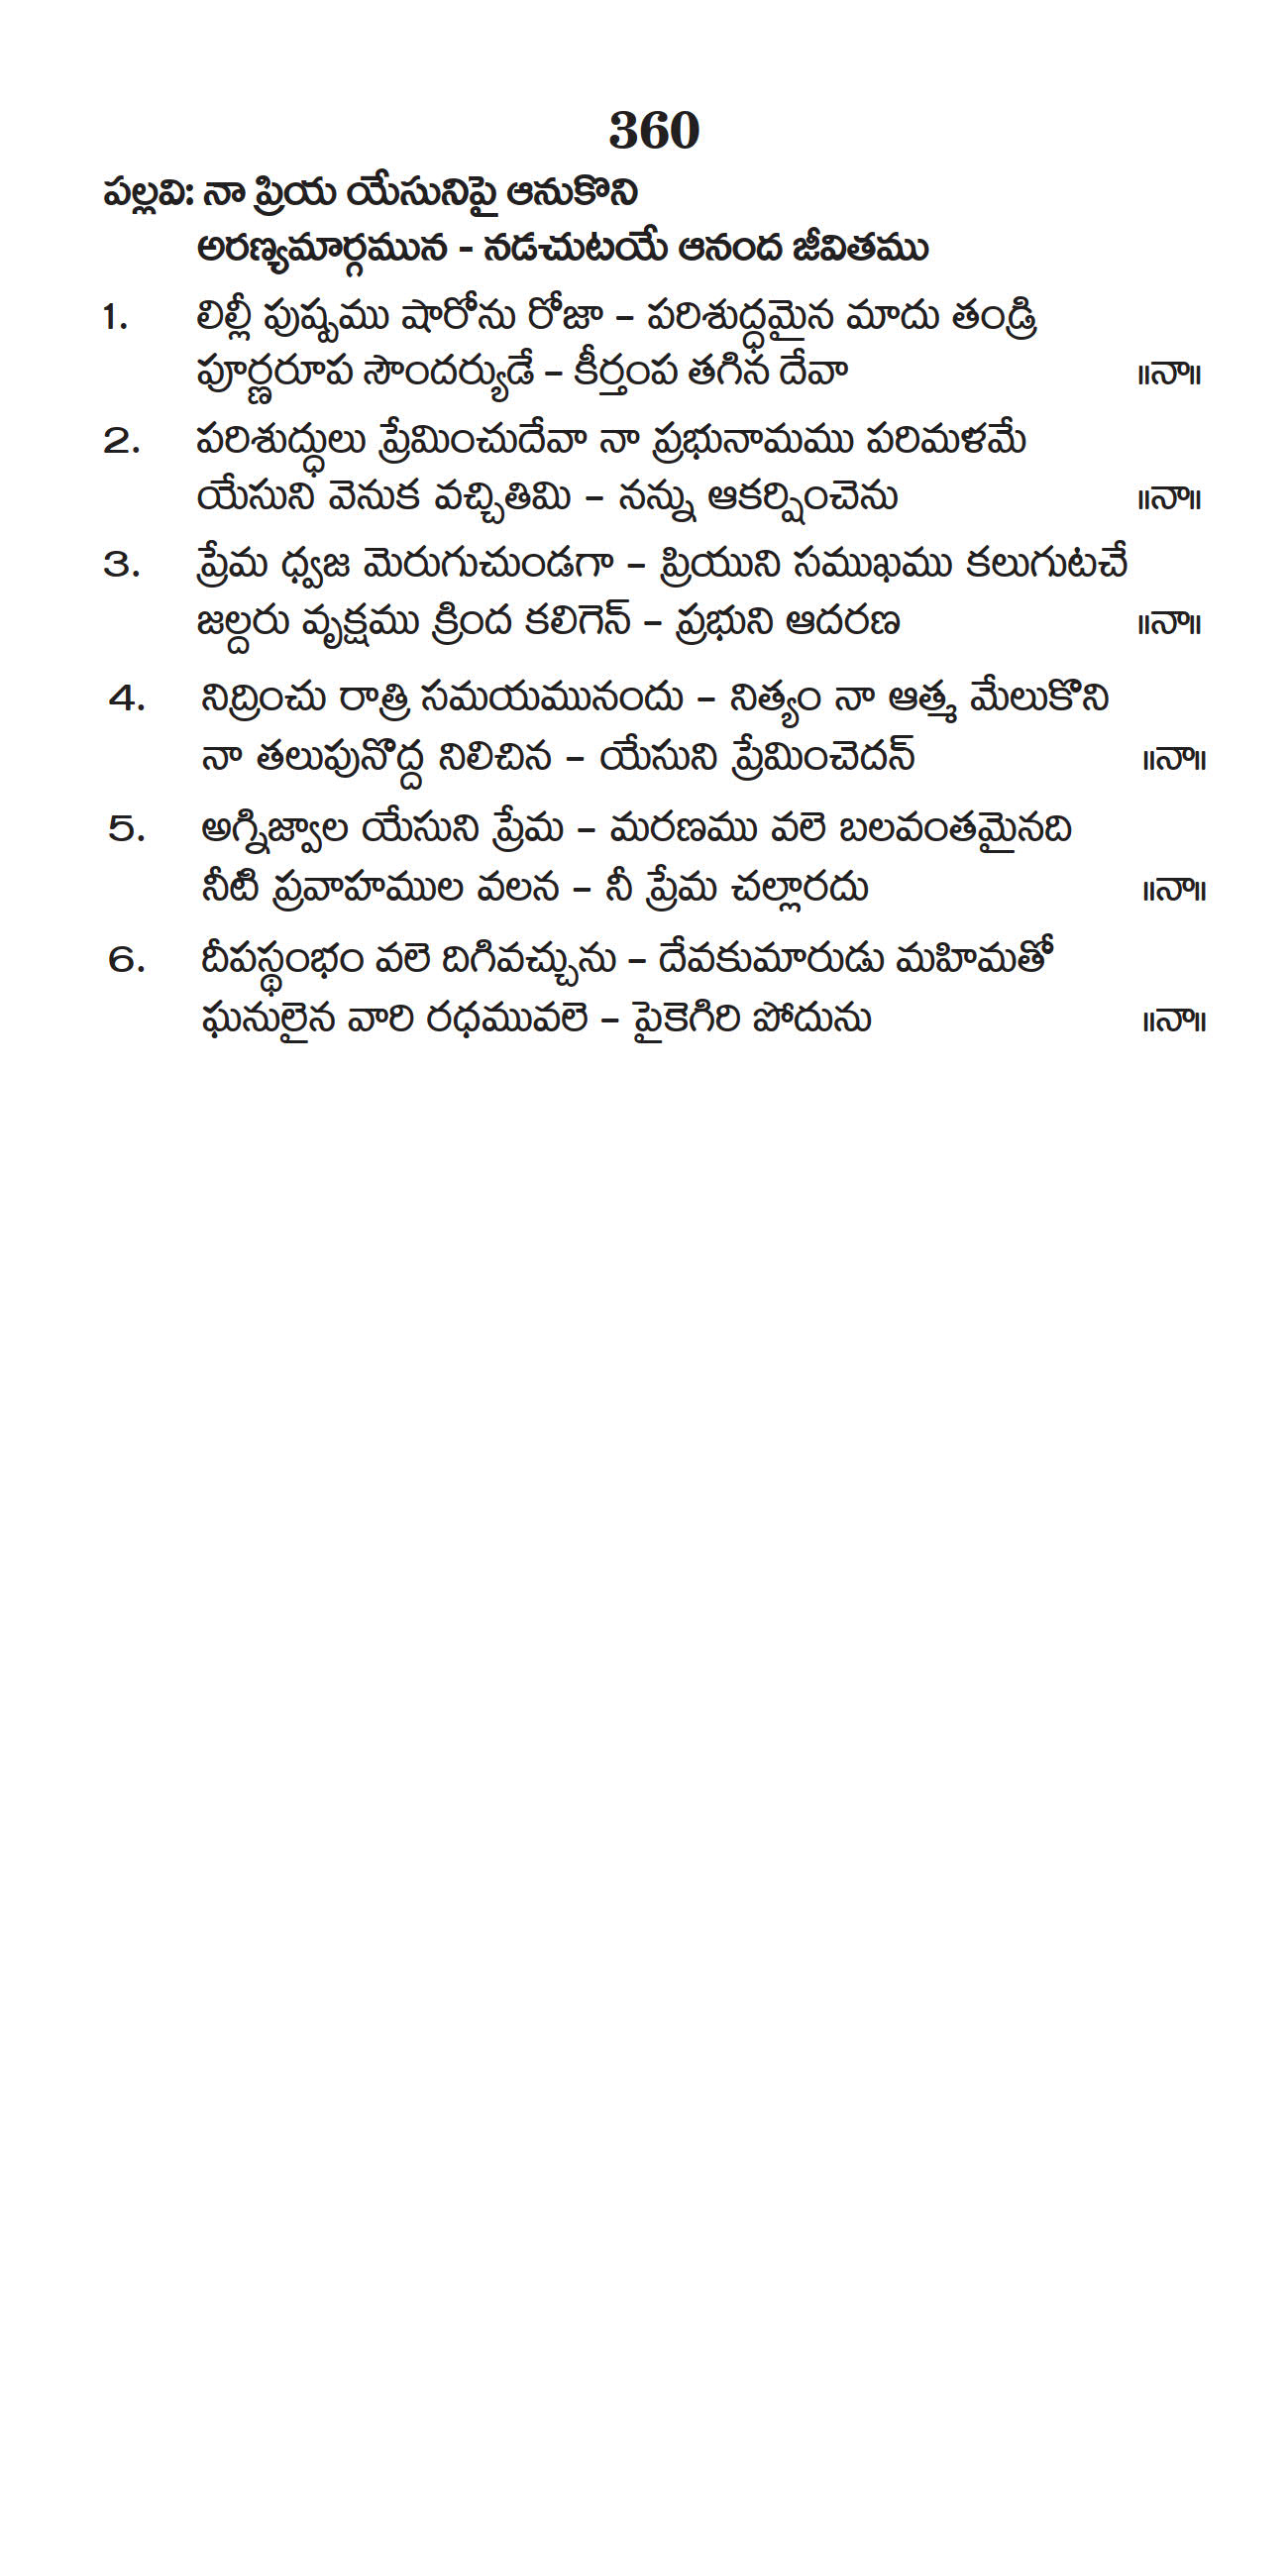 360
పల్లవి: నా ప్రియ యేసునిపై ఆనుకొని
అరణ్యమార్గమున - నడచుటయే ఆనంద జీవితము
1. లిల్లీ పుష్పము షారోను రోజా – పరిశుద్ధమైన మాదు తండ్రి
పూర్ణరూప సౌందర్యుడే – కీర్తింప తగిన దేవా ॥నా॥
2. పరిశుద్ధులు ప్రేమించుదేవా నా ప్రభునామము పరిమళమే
యేసుని వెనుక వచ్చితిమి – నన్ను ఆకర్షించెను ॥నా॥
3. ప్రేమ ధ్వజ మెరుగుచుండగా – ప్రియుని సముఖము కలుగుటచే
జల్దరు వృక్షము క్రింద కలిగెన్ – ప్రభుని ఆదరణ ॥నా॥
4. నిద్రించు రాత్రి సమయమునందు – నిత్యం నా ఆత్మ మేలుకొని
నా తలుపునొద్ద నిలిచిన – యేసుని ప్రేమించెదన్ ॥నా॥
5. అగ్నిజ్వాల యేసుని ప్రేమ – మరణము వలె బలవంతమైనది
నీటి ప్రవాహముల వలన – నీ ప్రేమ చల్లారదు ॥నా॥
6. దీపస్థంభం వలె దిగివచ్చును – దేవకుమారుడు మహిమతో
ఘనులైన వారి రధమువలె – పైకెగిరి పోదును ॥నా॥